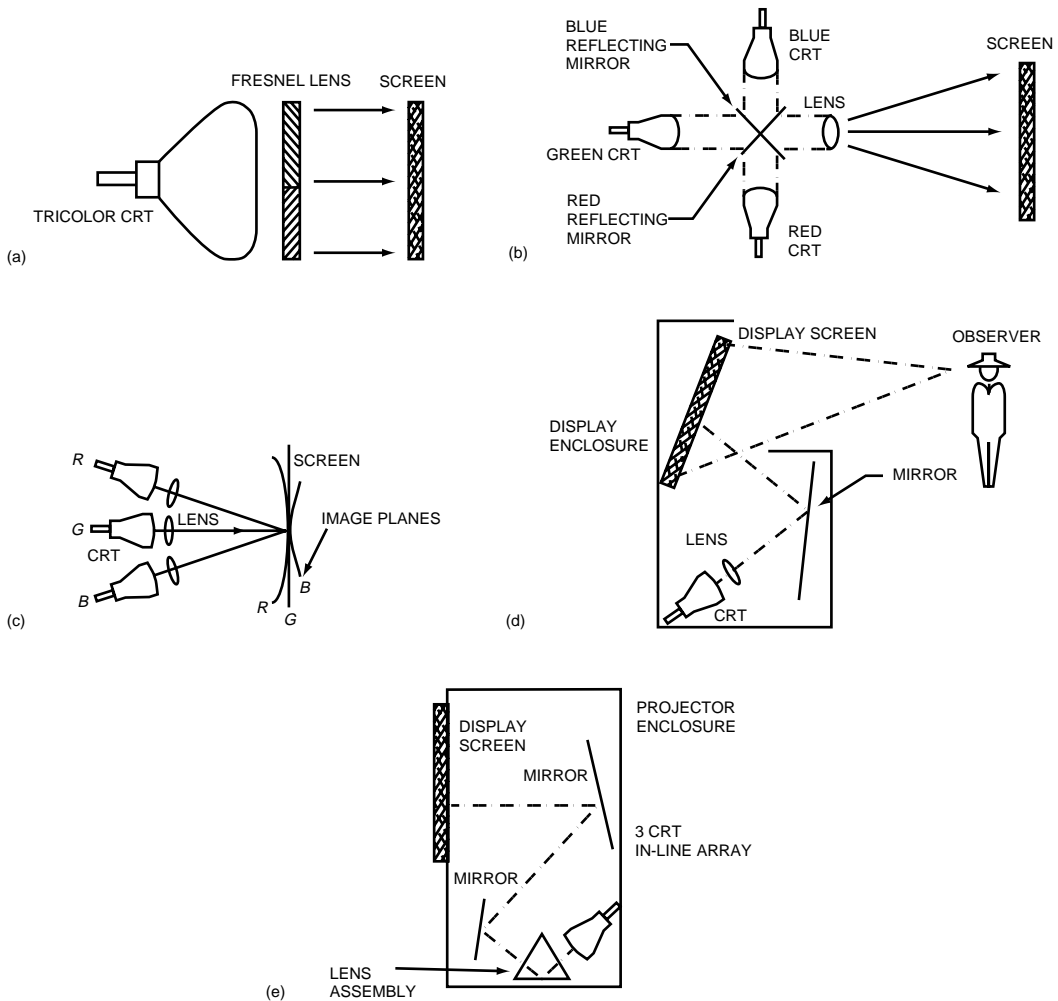 FRESNEL LENS
SCREEN
TRICOLOR CRT
(a)
BLUE
REFLECTING
MIRROR
BLUE
CRT
SCREEN
LENS
GREEN CRT
RED
REFLECTING
MIRROR
RED
CRT
(b)
R
SCREEN
G
LENS
IMAGE PLANES
CRT
B
R
B
G
(c)
DISPLAY SCREEN
OBSERVER
DISPLAY
ENCLOSURE
MIRROR
LENS
CRT
(d)
DISPLAY
SCREEN
PROJECTOR
ENCLOSURE
MIRROR
3 CRT
IN-LINE ARRAY
MIRROR
LENS
ASSEMBLY
(e)